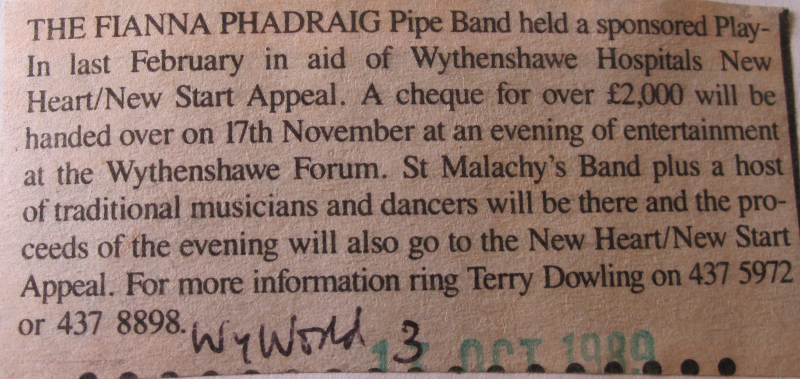 THE FIANNA PHADRAIG Pipe Band held a sponsored Play-
In last February in aid of Wythenshawe Hospitals New
Heart/New Start Appeal. A cheque for over £2,000 will be
handed over on 17th November at an evening of entertainment
at the Wythenshawe Forum. St Malachy's Band plus a host
of traditional musicians and dancers will be there and the pro-
ceeds of the evening will also go to the New Heart/New Start
Appeal. For more information ring Terry Dowling on 437 5972
or 437 8898. WyWorld 3
OCT 1989